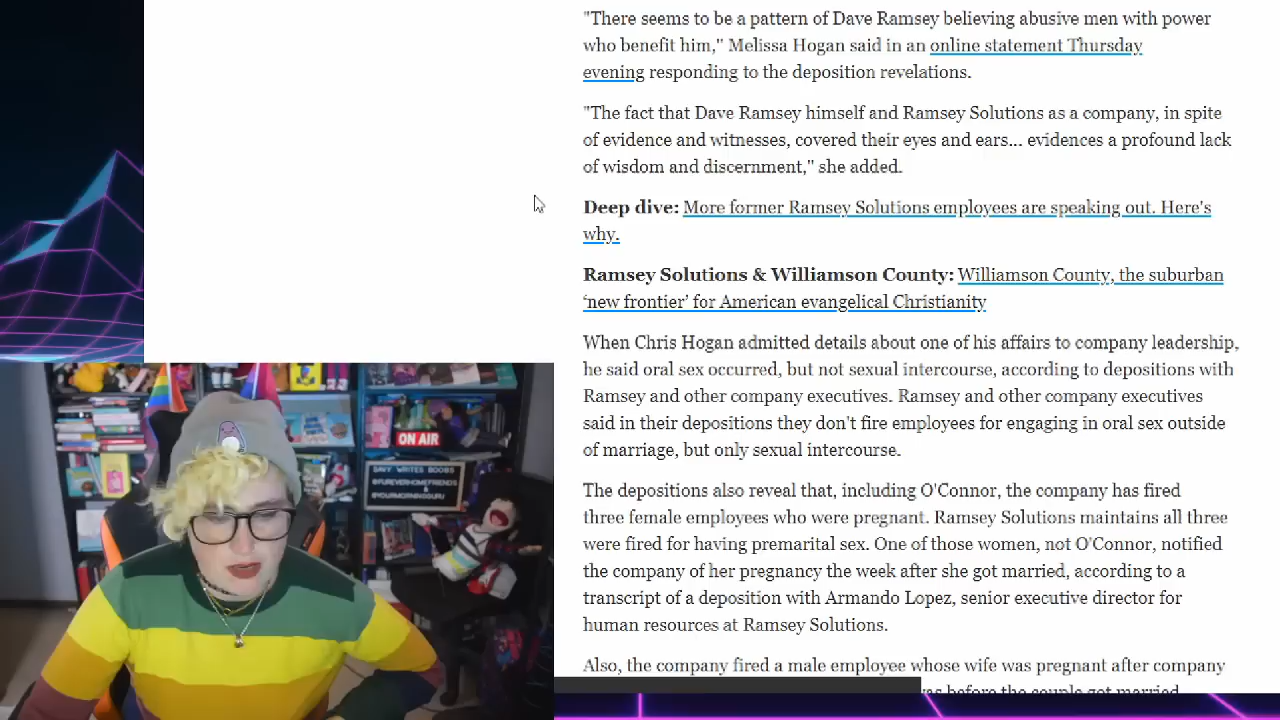 "There seems to be a pattern of Dave Ramsey believing abusive men with power
who benefit him," Melissa Hogan said in an online statement Thursday
evening responding to the deposition revelations.
"The fact that Dave Ramsey himself and Ramsey Solutions as a company, in spite
of evidence and witnesses, covered their eyes and ears... evidences a profound lack
of wisdom and discernment," she added.
Deep dive: More former Ramsey Solutions employees are speaking out. Here's
why.
Ramsey Solutions & Williamson County: Williamson County, the suburban
‘new frontier’ for American evangelical Christianity
When Chris Hogan admitted details about one of his affairs to company leadership,
he said oral sex occurred, but not sexual intercourse, according to depositions with
Ramsey and other company executives. Ramsey and other company executives
said in their depositions they don't fire employees for engaging in oral sex outside
of marriage, but only sexual intercourse.
The depositions also reveal that, including O'Connor, the company has fired
three female employees who were pregnant. Ramsey Solutions maintains all three
were fired for having premarital sex. One of those women, not O'Connor, notified
the company of her pregnancy the week after she got married, according to a
transcript of a deposition with Armando Lopez, senior executive director for
human resources at Ramsey Solutions.
Also, the company fired a male employee whose wife was pregnant after company
before the couple got married
ON AIR
DAVY WRITES BOOBS
@FUREVERHOMEFRIENDS
&
@YOURMORNINGGURU